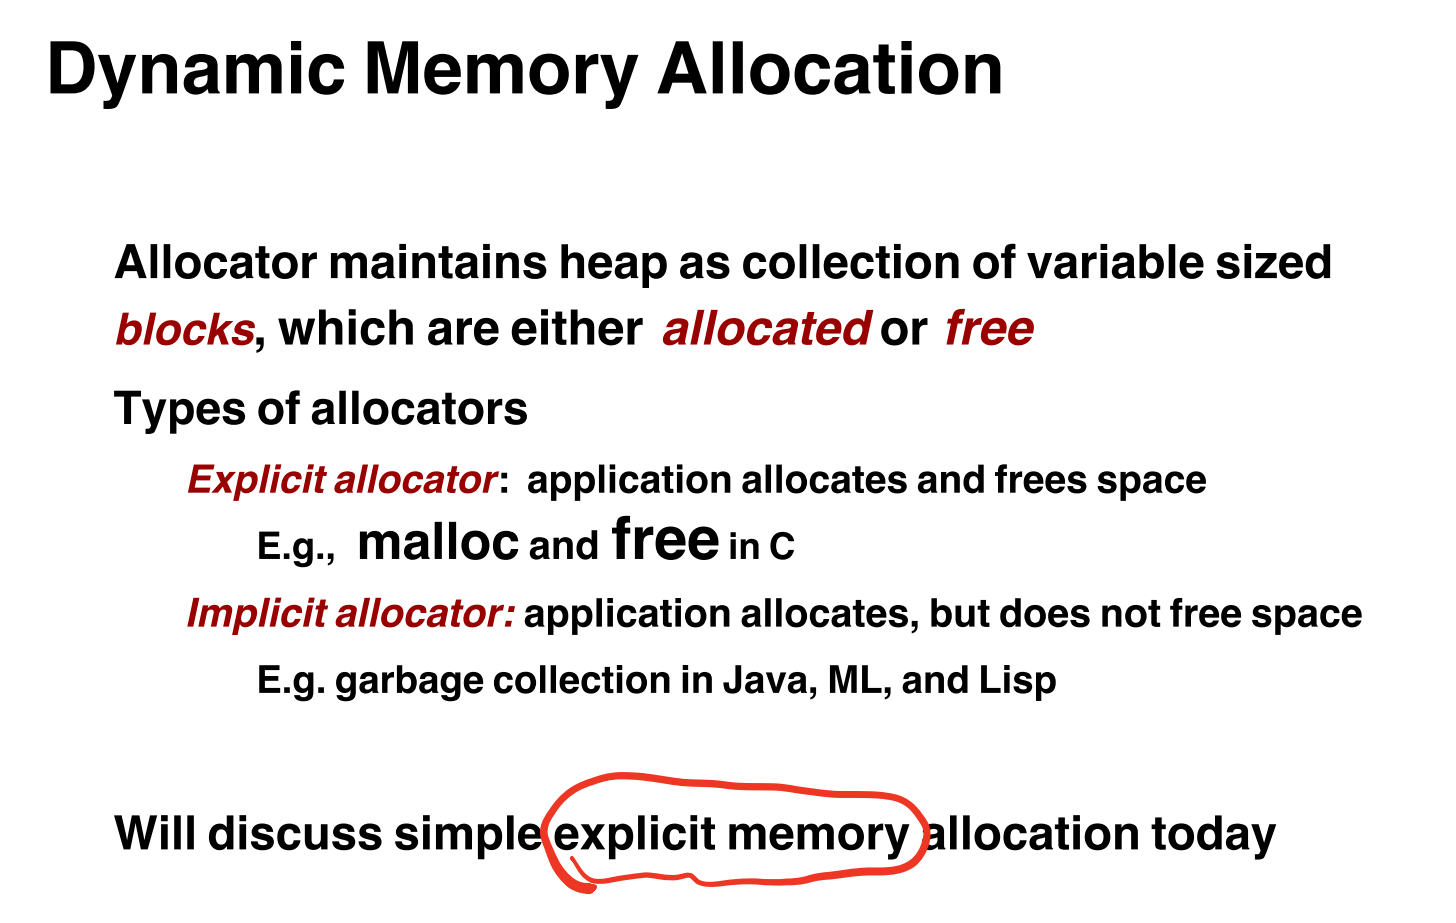 Dynamic Memory Allocation
Allocator maintains heap as collection of variable sized
blocks, which are either allocated or free
Types of allocators
Explicit allocator: application allocates and frees space
E.g., malloc and free in C
Implicit allocator: application allocates, but does not free space
E.g. garbage collection in Java, ML, and Lisp
Will discuss simple explicit memory allocation today